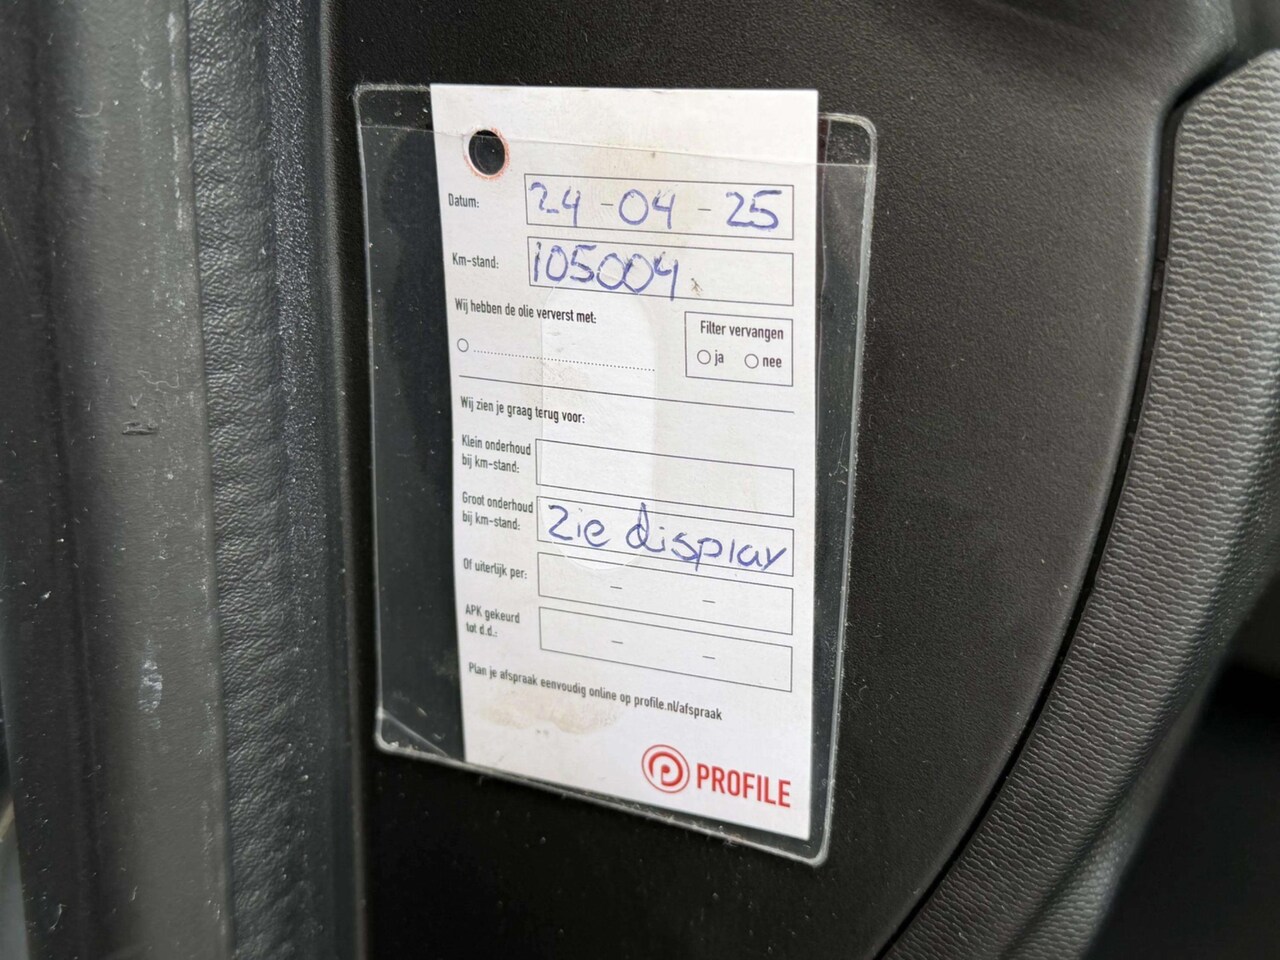 Datum: 24-04-25
Km-stand: 105004
Wij hebben de olie ververst met:
Filter vervangen
ja nee
Wij zien je graag terug voor:
Klein onderhoud
bij km-stand:
Groot onderhoud
bij km-stand: zie display
Of uiterlijk per: - -
APK gekeurd
tot d.d.: - -
Plan je afspraak eenvoudig online op profile.nl/afspraak
PROFILE